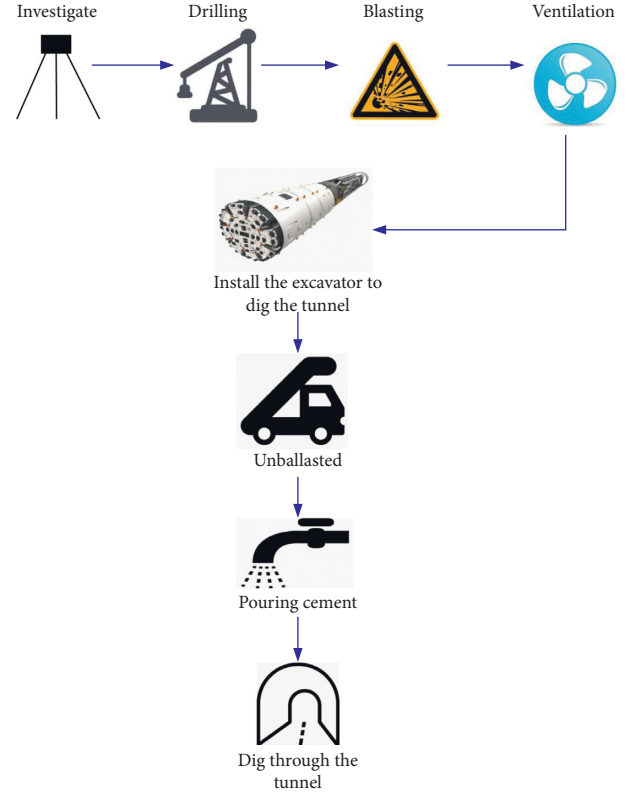 Investigate
Drilling
Blasting
Ventilation
Install the excavator to
dig the tunnel
Unballasted
Pouring cement
Dig through the
tunnel